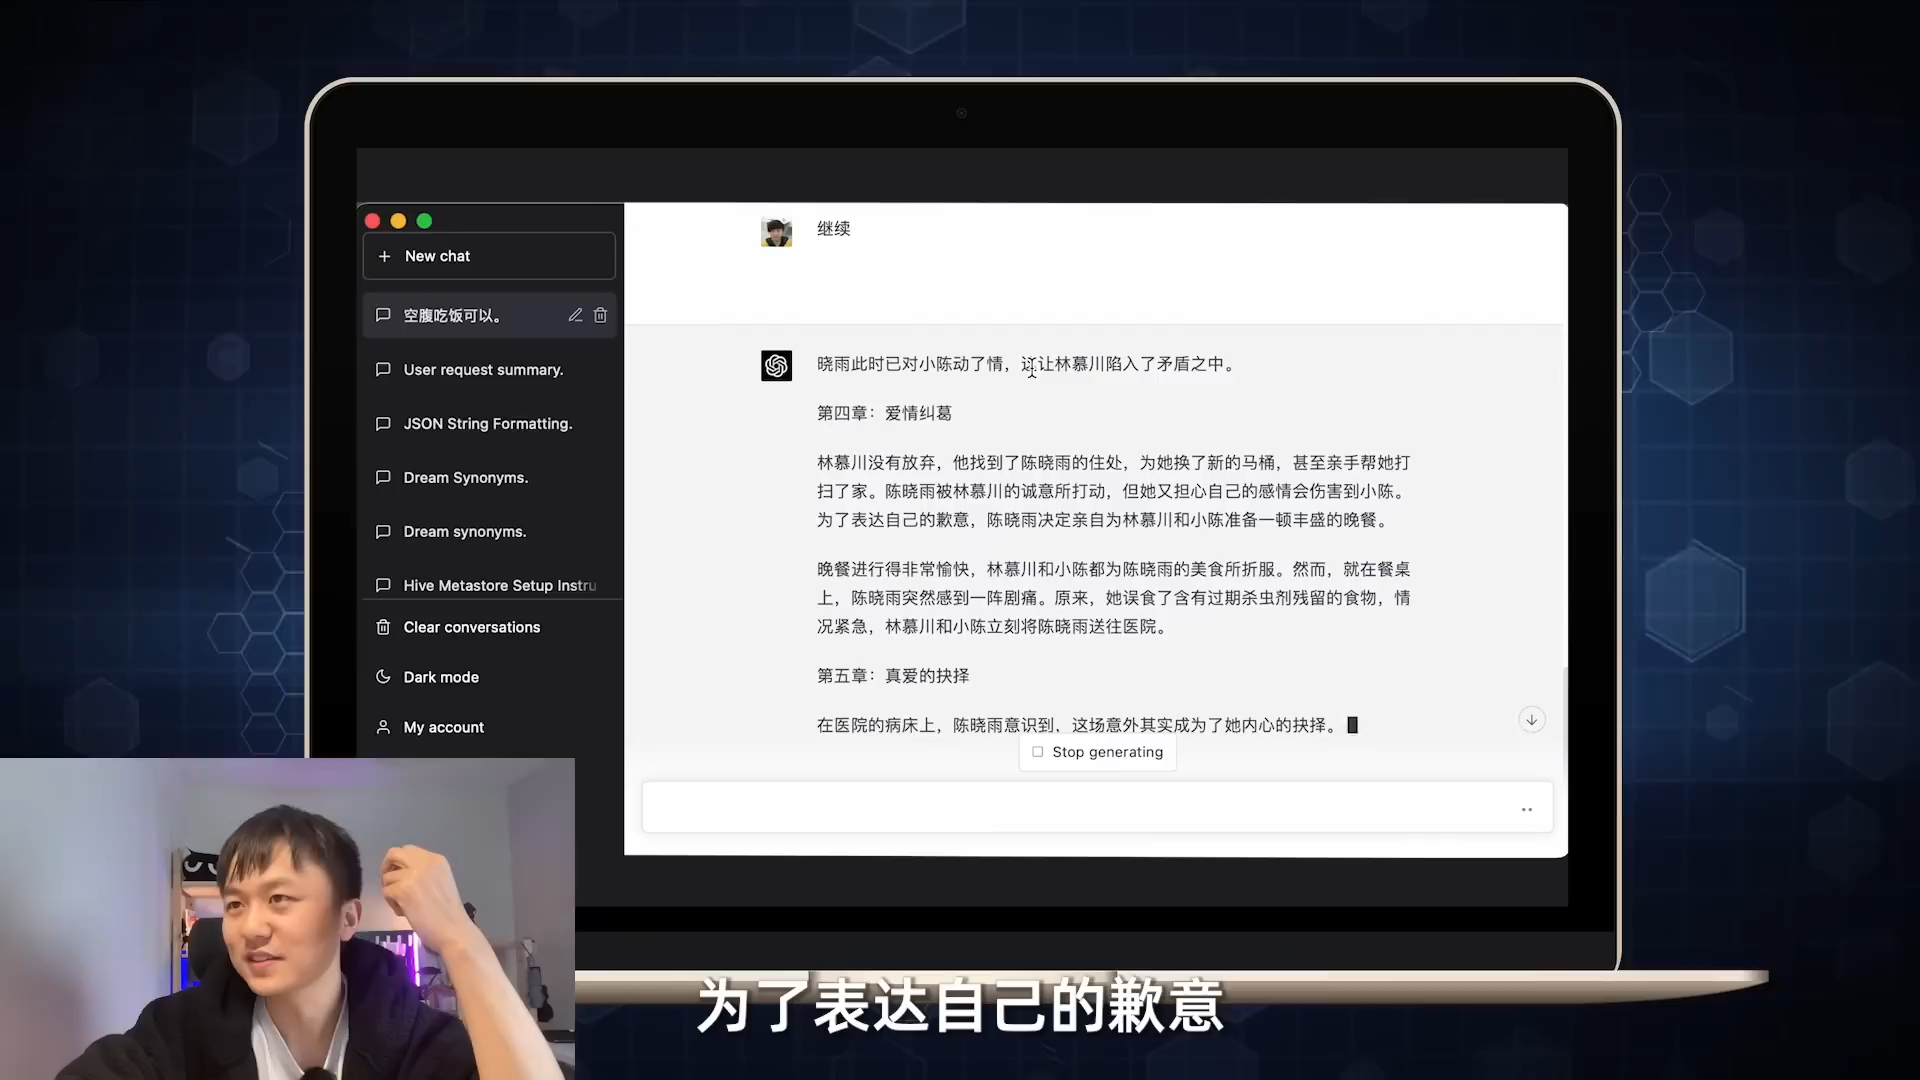 New chat
空腹吃饭可以。
User request summary.
JSON String Formatting.
Dream Synonyms.
Dream synonyms.
Hive Metastore Setup Instru
Clear conversations
Dark mode
My account
继续
晓雨此时已对小陈动了情，这让林慕川陷入了矛盾之中。
第四章：爱情纠葛
林慕川没有放弃，他找到了陈晓雨的住处，为她换了新的马桶，甚至亲手帮她打
扫了家。陈晓雨被林慕川的诚意所打动，但她又担心自己的感情会伤害到小陈。
为了表达自己的歉意，陈晓雨决定亲自为林慕川和小陈准备一顿丰盛的晚餐。
晚餐进行得非常愉快，林慕川和小陈都为陈晓雨的美食所折服。然而，就在餐桌
上，陈晓雨突然感到一阵剧痛。原来，她误食了含有过期杀虫剂残留的食物，情
况紧急，林慕川和小陈立刻将陈晓雨送往医院。
第五章：真爱的抉择
在医院的病床上，陈晓雨意识到，这场意外其实成为了她内心的抉择。
Stop generating
为了表达自己的歉意